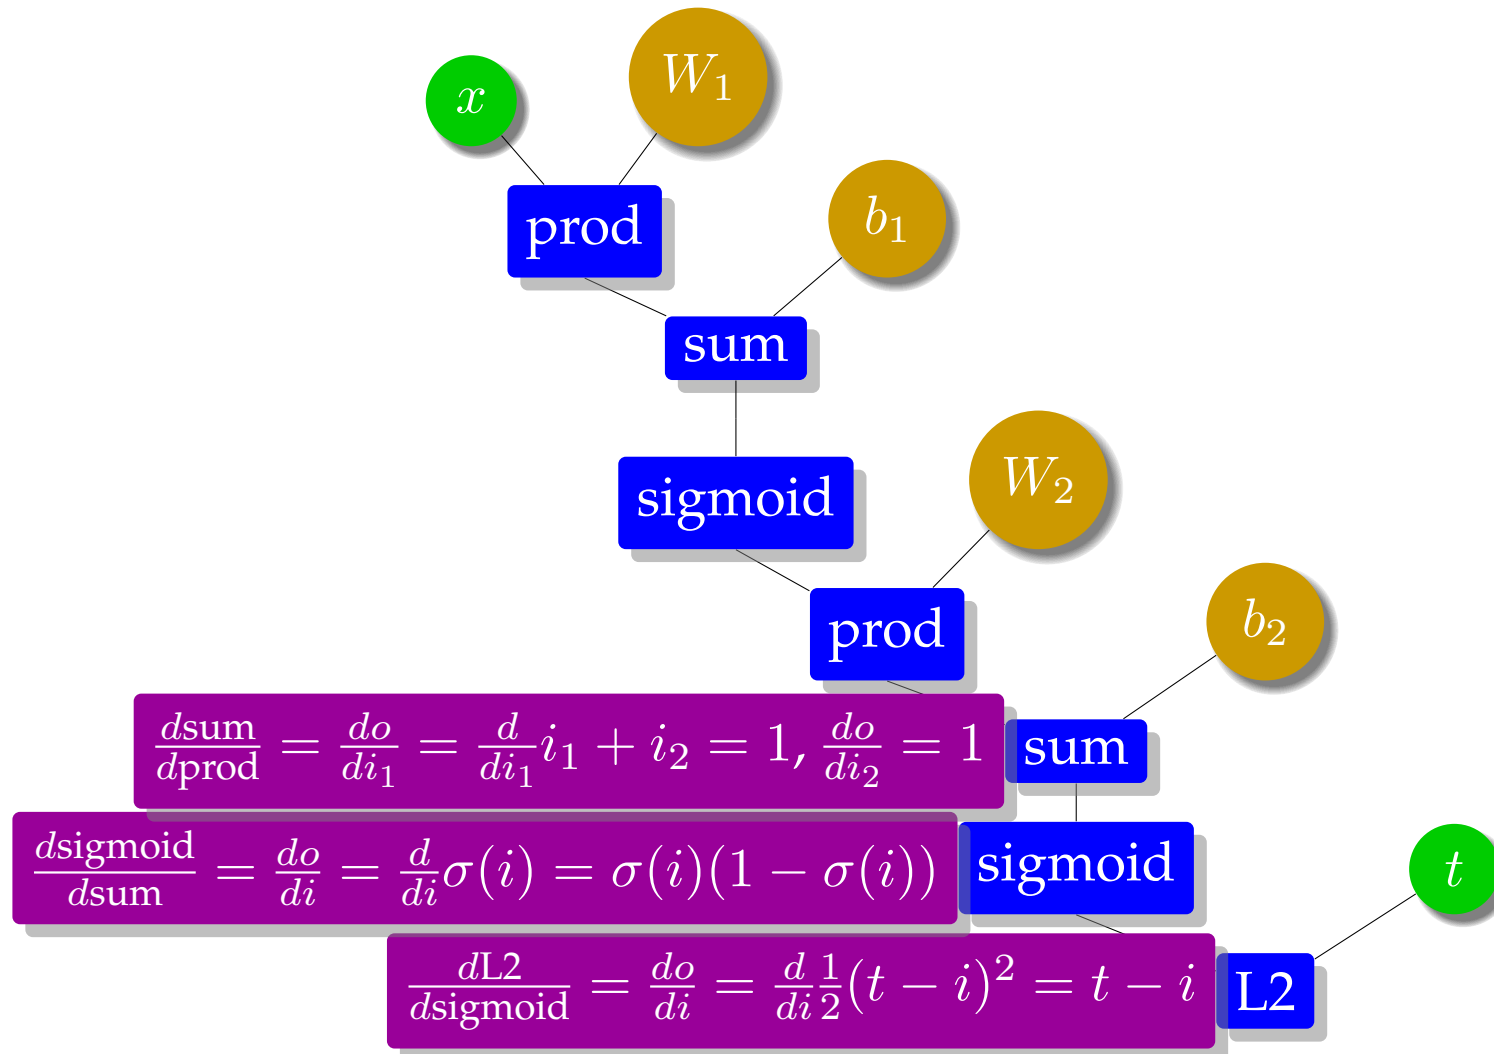 x
W₁
prod
b₁
sum
sigmoid
W₂
prod
b₂
dsum/dprod = do/di₁ = d/di₁ i₁ + i₂ = 1, do/di₂ = 1
sum
dsigmoid/dsum = do/di = d/di σ(i) = σ(i)(1 − σ(i))
sigmoid
t
dL2/dsigmoid = do/di = d/di 1/2 (t − i)² = t − i
L2